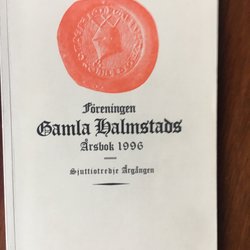 Föreningen
Gamla Halmstads
Årsbok 1996
Sjuttiotredje Årgången